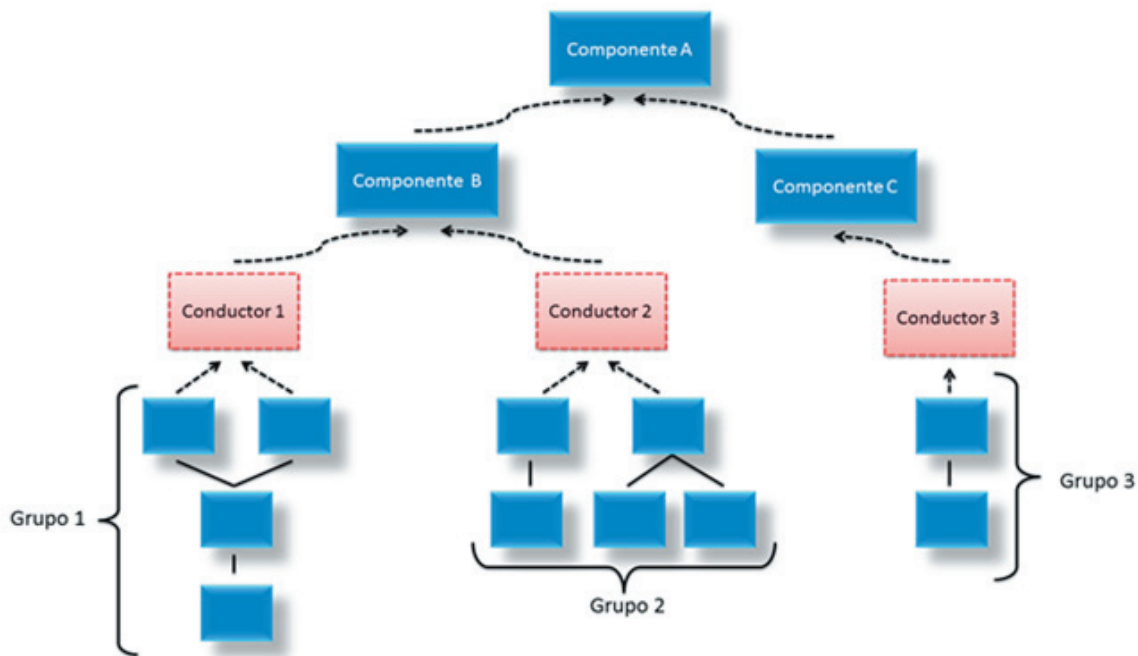 Componente A
Componente B
Componente C
Conductor 1
Conductor 2
Conductor 3
Grupo 1
Grupo 2
Grupo 3